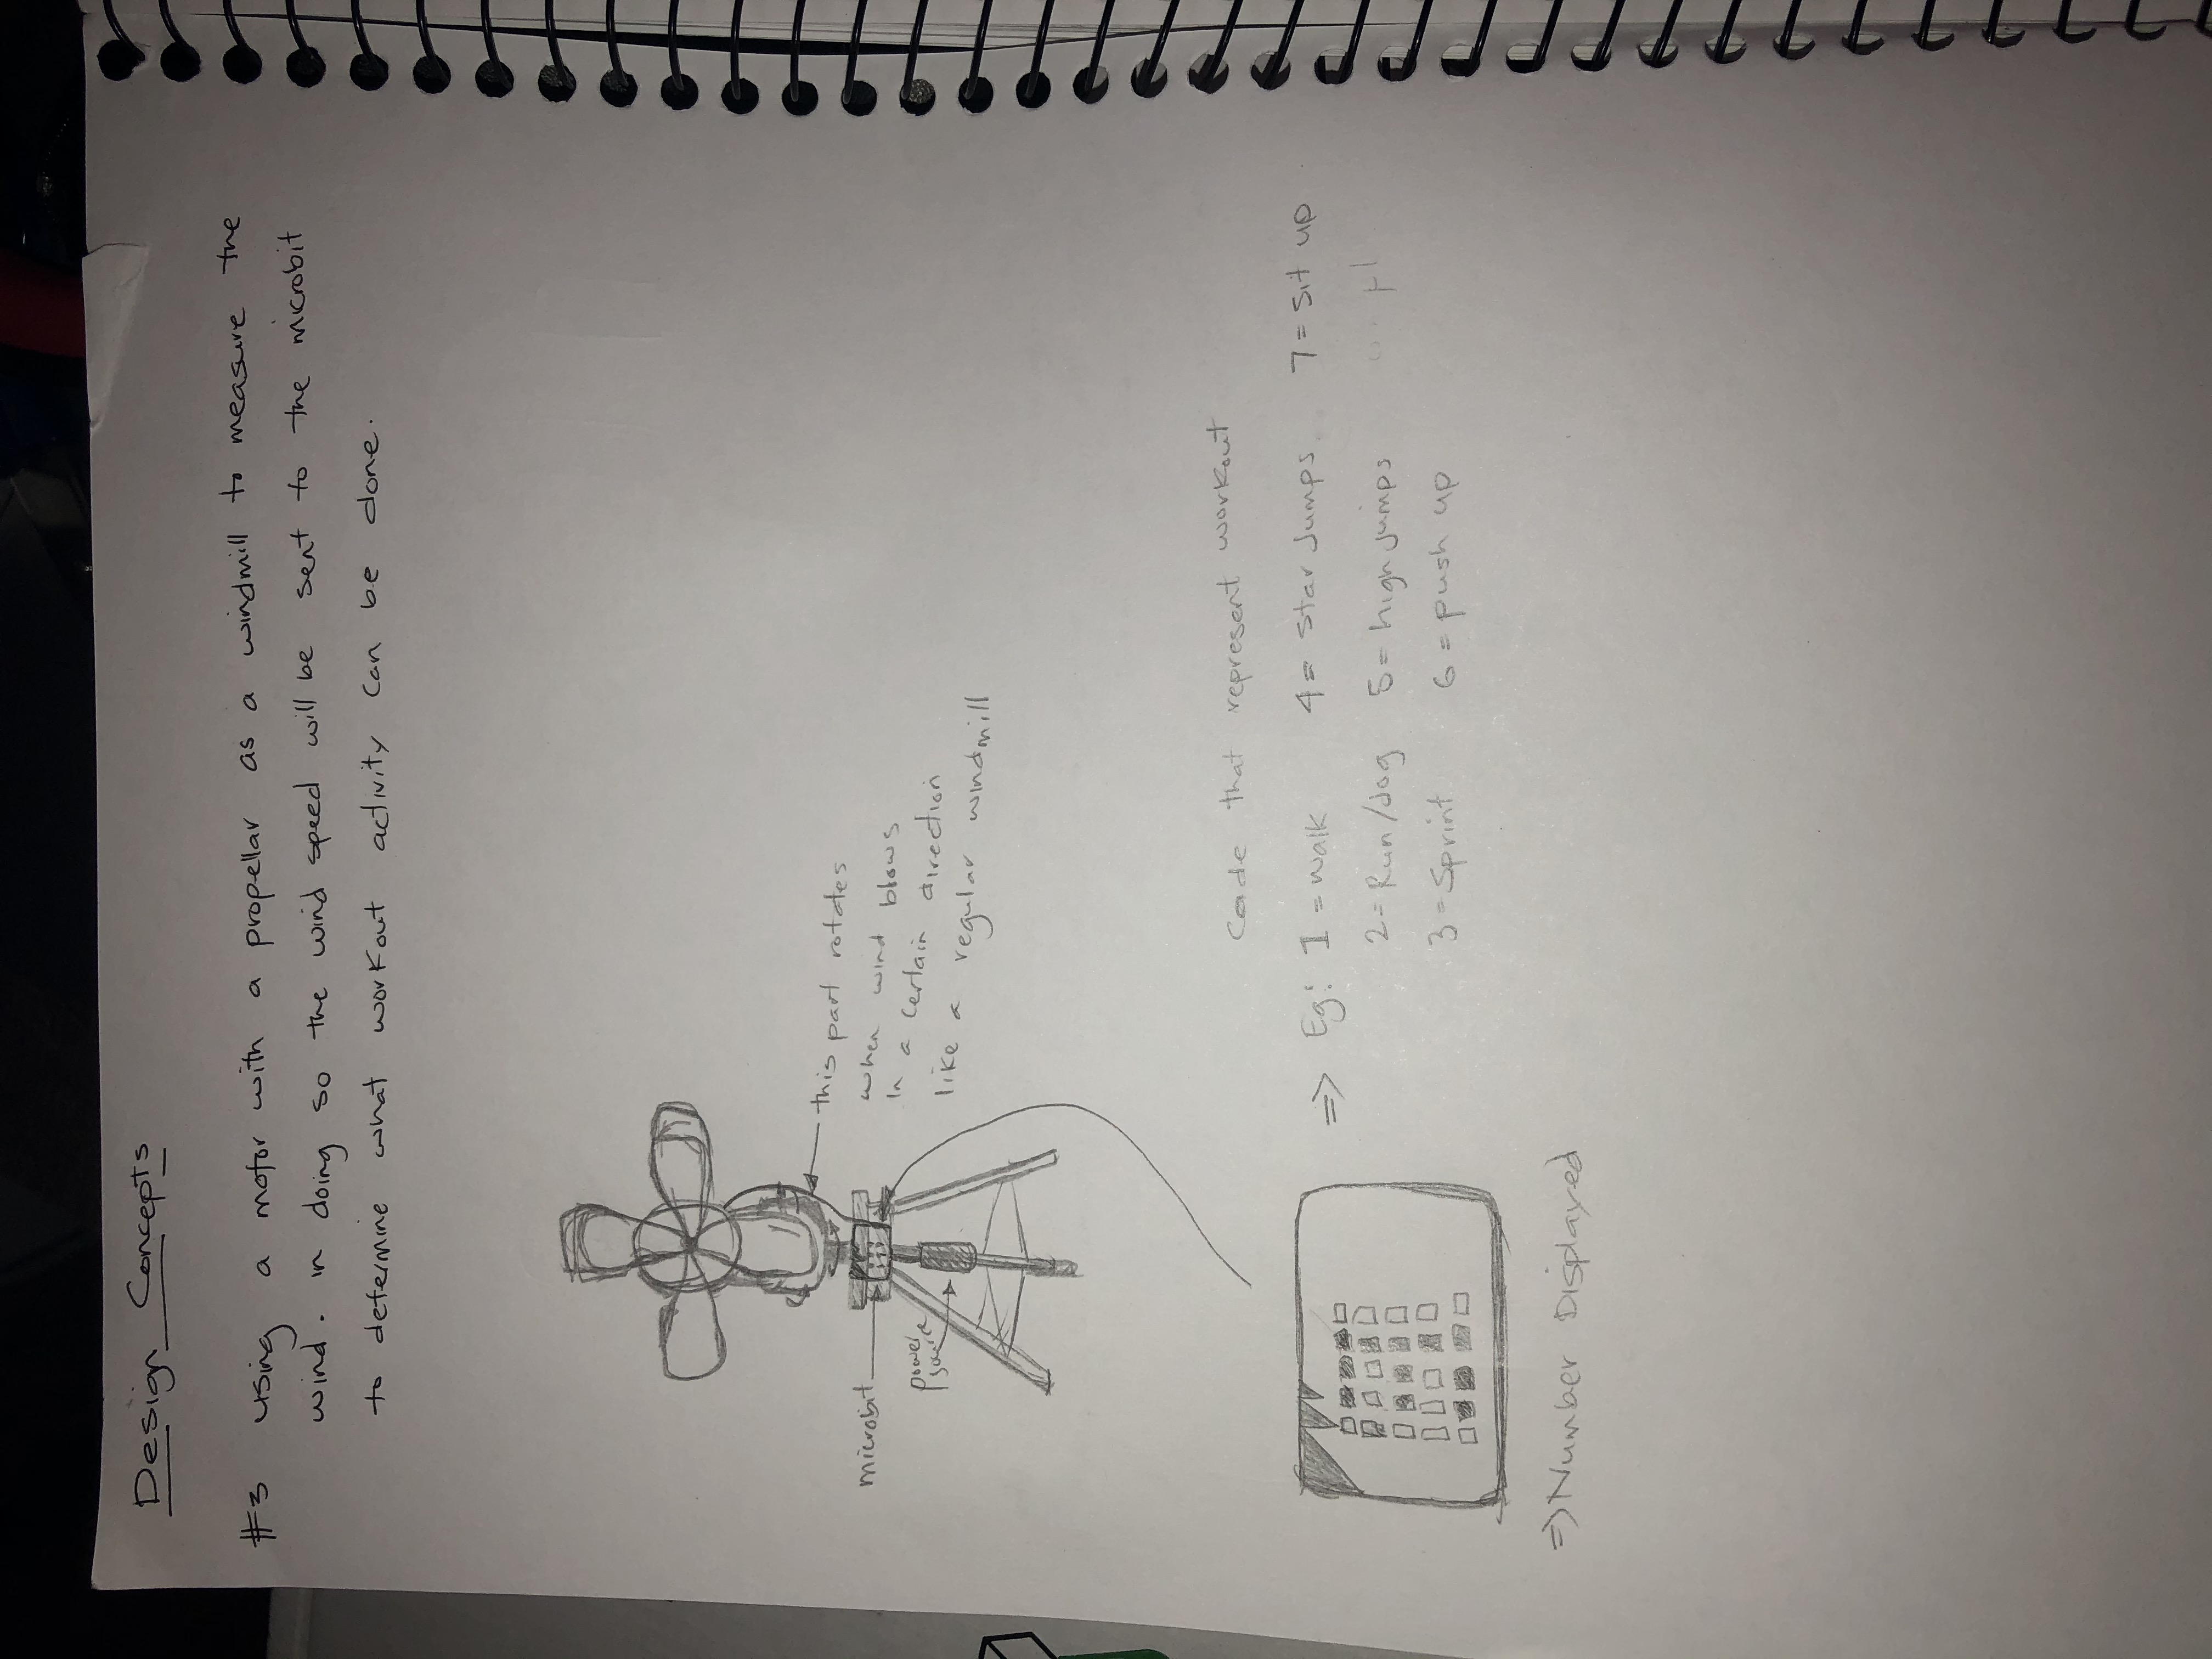 Design Concepts
#3 using a motor with a propellar as a windmill to measure the
wind. in doing so the wind speed will be sent to the microbit
to determine what workout activity can be done.
this part rotates
when wind blows
in a certain direction
like a regular windmill
microbit
power
source
Code that represent workout
=> Eg: 1 = walk 4 = Star Jumps. 7 = Sit up
2 = Run/Jog 5 = high jumps
3 = Sprint 6 = push up
=> Number Displayed